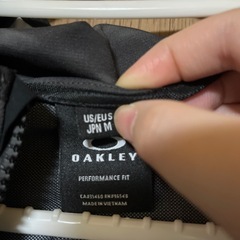 US/EU S
JPN M
OAKLEY
PERFORMANCE FIT
MADE IN VIETNAM